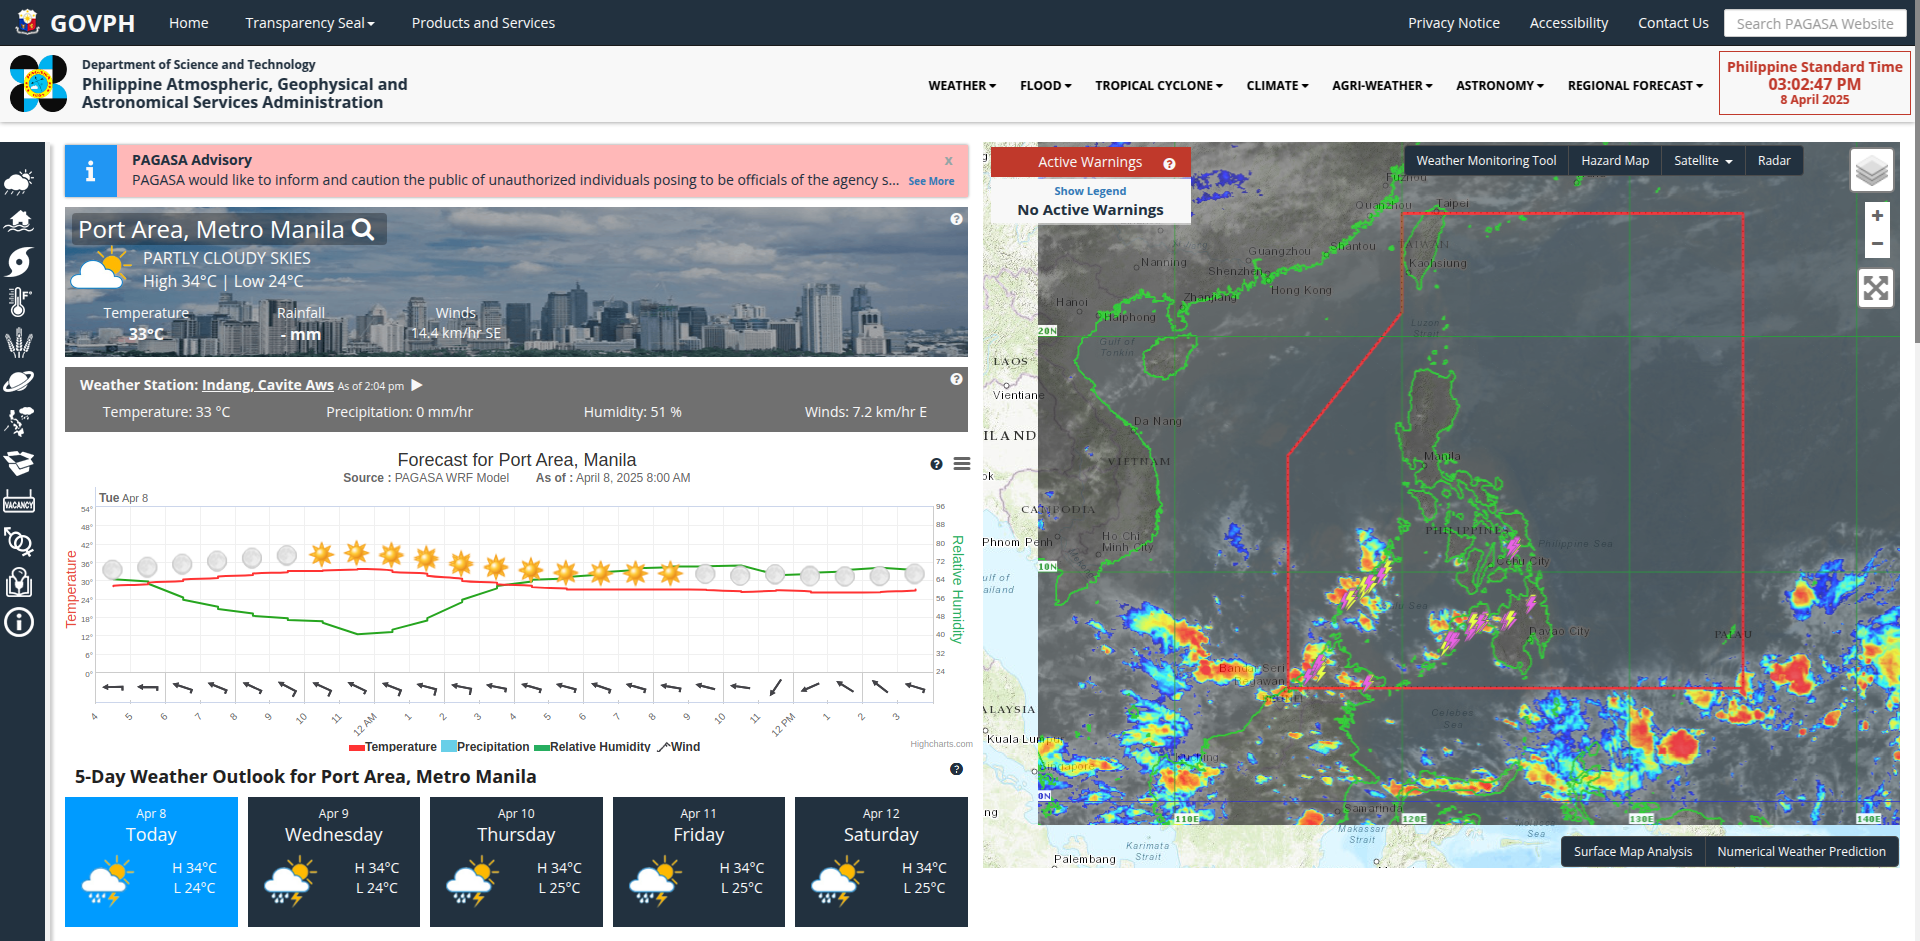 GOVPH
Home
Transparency Seal
Products and Services
Privacy Notice
Accessibility
Contact Us
Search PAGASA Website
Department of Science and Technology
Philippine Atmospheric, Geophysical and
Astronomical Services Administration
WEATHER
FLOOD
TROPICAL CYCLONE
CLIMATE
AGRI-WEATHER
ASTRONOMY
REGIONAL FORECAST
Philippine Standard Time
03:02:47 PM
8 April 2025
PAGASA Advisory
x
PAGASA would like to inform and caution the public of unauthorized individuals posing to be officials of the agency s...
See More
Port Area, Metro Manila
PARTLY CLOUDY SKIES
High 34°C | Low 24°C
Temperature
33°C
Rainfall
- mm
Winds
14.4 km/hr SE
Weather Station: Indang, Cavite Aws As of 2:04 pm
Temperature: 33 °C
Precipitation: 0 mm/hr
Humidity: 51 %
Winds: 7.2 km/hr E
VACANCY
Forecast for Port Area, Manila
Source : PAGASA WRF Model
As of : April 8, 2025 8:00 AM
Tue Apr 8
54°
48°
42°
36°
30°
24°
18°
12°
6°
0°
Temperature
96
88
80
72
64
56
48
40
32
24
Relative Humidity
4 5 6 7 8 9 10 11 12 AM 1 2 3 4 5 6 7 8 9 10 11 12 PM 1 2 3
Temperature
Precipitation
Relative Humidity
Wind
Highcharts.com
5-Day Weather Outlook for Port Area, Metro Manila
Apr 8
Today
H 34°C
L 24°C
Apr 9
Wednesday
H 34°C
L 24°C
Apr 10
Thursday
H 34°C
L 25°C
Apr 11
Friday
H 34°C
L 25°C
Apr 12
Saturday
H 34°C
L 25°C
Active Warnings
Show Legend
No Active Warnings
Weather Monitoring Tool
Hazard Map
Satellite
Radar
+
−
Fuzhou
Taipei
Quanzhou
TAIWAN
Shantou
Guangzhou
Kaohsiung
Nanning
Shenzhen
Hong Kong
Zhanjiang
Hanoi
Haiphong
20N
Luzon
Strait
Gulf of
Tonkin
LAOS
Vientiane
Da Nang
ILAND
Manila
VIETNAM
ok
CAMBODIA
PHILIPPINES
Ho Chi
Minh City
Phnom Penh
Philippine Sea
Cebu City
10N
ulf of
ailand
Sea
Davao City
PALAU
Bandar Seri
Begawan
ALAYSIA
Celebes
Sea
Kuala Lumpur
Kuching
Singapore
0N
ng
Samarinda
110E
120E
130E
140E
Makassar
Strait
Sea
Karimata
Strait
Palembang
Surface Map Analysis
Numerical Weather Prediction